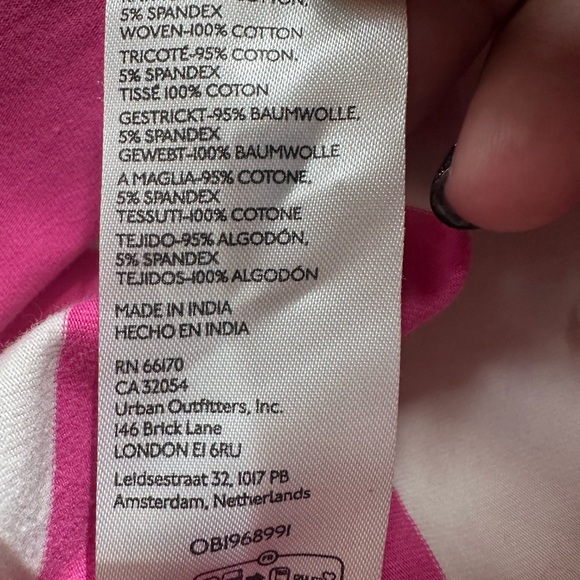 5% SPANDEX
WOVEN-100% COTTON
TRICOTÉ-95% COTON,
5% SPANDEX
TISSÉ 100% COTON
GESTRICKT-95% BAUMWOLLE,
5% SPANDEX
GEWEBT-100% BAUMWOLLE
A MAGLIA-95% COTONE,
5% SPANDEX
TESSUTI-100% COTONE
TEJIDO-95% ALGODÓN,
5% SPANDEX
TEJIDOS-100% ALGODÓN
MADE IN INDIA
HECHO EN INDIA
RN 66170
CA 32054
Urban Outfitters, Inc.
146 Brick Lane
LONDON E1 6RU
Leidsestraat 32, 1017 PB
Amsterdam, Netherlands
OB1968991
FR